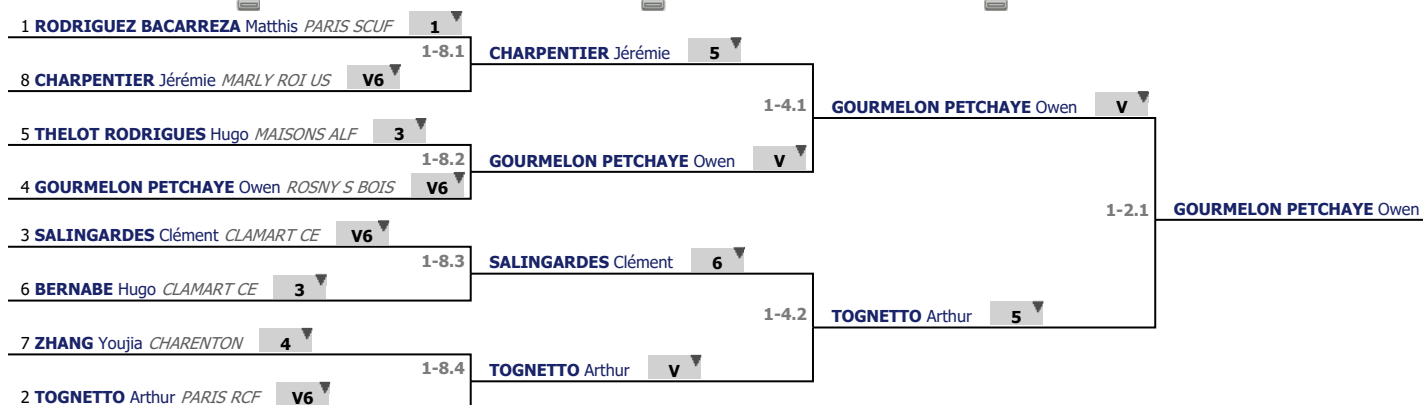 1 RODRIGUEZ BACARREZA Matthis PARIS SCUF 1
1-8.1
8 CHARPENTIER Jérémie MARLY ROI US V6
5 THELOT RODRIGUES Hugo MAISONS ALF 3
1-8.2
4 GOURMELON PETCHAYE Owen ROSNY S BOIS V6
3 SALINGARDES Clément CLAMART CE V6
1-8.3
6 BERNABE Hugo CLAMART CE 3
7 ZHANG Youjia CHARENTON 4
1-8.4
2 TOGNETTO Arthur PARIS RCF V6
CHARPENTIER Jérémie 5
1-4.1
GOURMELON PETCHAYE Owen V
SALINGARDES Clément 6
1-4.2
TOGNETTO Arthur V
GOURMELON PETCHAYE Owen V
1-2.1
TOGNETTO Arthur 5
GOURMELON PETCHAYE Owen